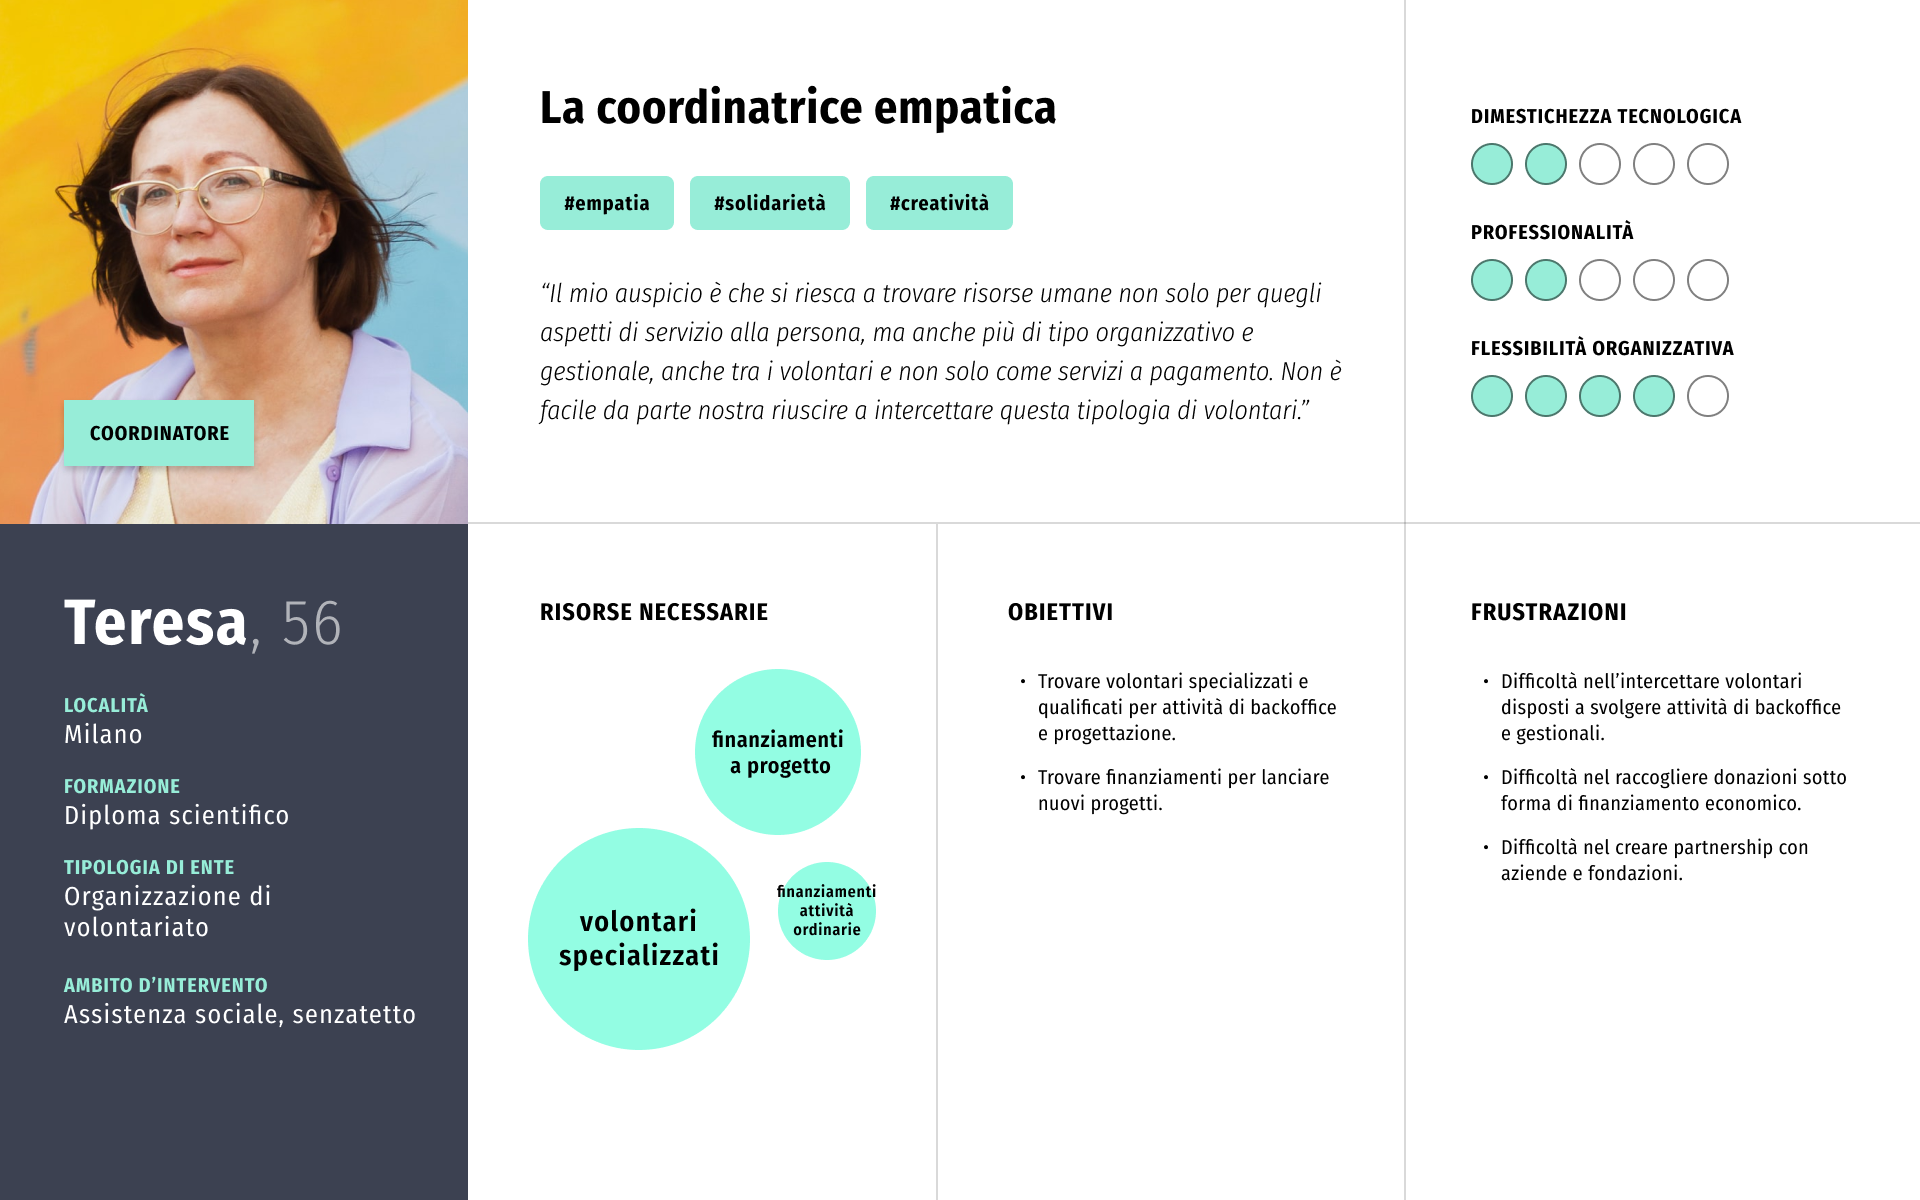 COORDINATORE
Teresa, 56
LOCALITÀ
Milano
FORMAZIONE
Diploma scientifico
TIPOLOGIA DI ENTE
Organizzazione di
volontariato
AMBITO D’INTERVENTO
Assistenza sociale, senzatetto
La coordinatrice empatica
#empatia #solidarietà #creatività
“Il mio auspicio è che si riesca a trovare risorse umane non solo per quegli
aspetti di servizio alla persona, ma anche più di tipo organizzativo e
gestionale, anche tra i volontari e non solo come servizi a pagamento. Non è
facile da parte nostra riuscire a intercettare questa tipologia di volontari.”
DIMESTICHEZZA TECNOLOGICA
PROFESSIONALITÀ
FLESSIBILITÀ ORGANIZZATIVA
RISORSE NECESSARIE
finanziamenti
a progetto
volontari
specializzati
finanziamenti
attività
ordinarie
OBIETTIVI
• Trovare volontari specializzati e
qualificati per attività di backoffice
e progettazione.
• Trovare finanziamenti per lanciare
nuovi progetti.
FRUSTRAZIONI
• Difficoltà nell’intercettare volontari
disposti a svolgere attività di backoffice
e gestionali.
• Difficoltà nel raccogliere donazioni sotto
forma di finanziamento economico.
• Difficoltà nel creare partnership con
aziende e fondazioni.